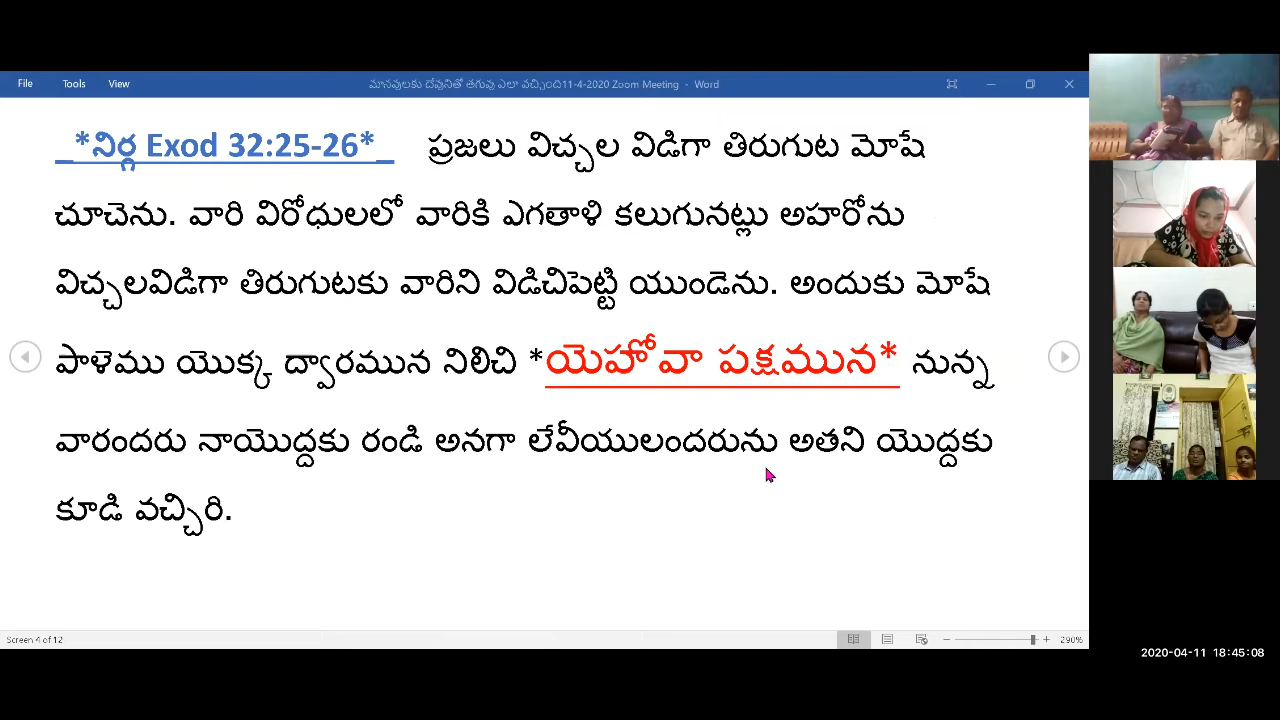 File Tools View మానవులకు దేవునితో తగువు ఎలా వచ్చింది11-4-2020 Zoom Meeting - Word
_*నిర్గ Exod 32:25-26*_ ప్రజలు విచ్చల విడిగా తిరుగుట మోషే
చూచెను. వారి విరోధులలో వారికి ఎగతాళి కలుగునట్లు అహరోను
విచ్చలవిడిగా తిరుగుటకు వారిని విడిచిపెట్టి యుండెను. అందుకు మోషే
పాళెము యొక్క ద్వారమున నిలిచి *యెహోవా పక్షమున* నున్న
వారందరు నాయొద్దకు రండి అనగా లేవీయులందరును అతని యొద్దకు
కూడి వచ్చిరి.
Screen 4 of 12
290%
2020-04-11 18:45:08